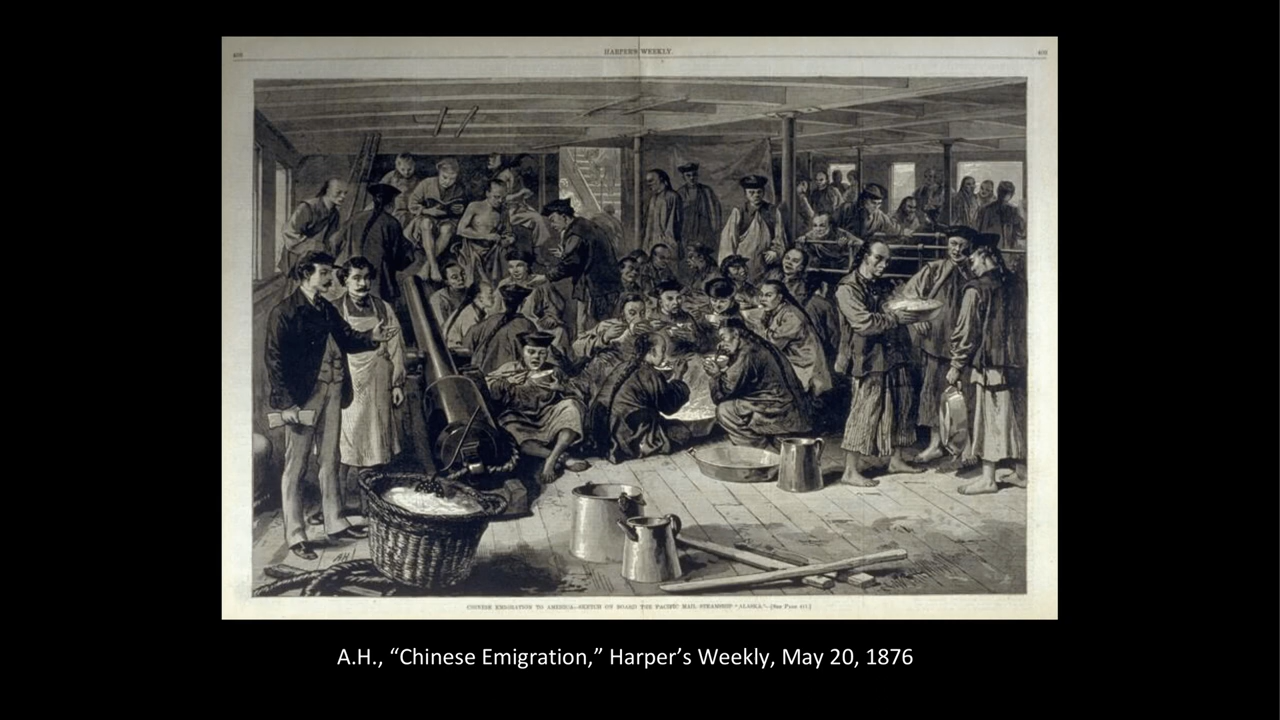 HARPER'S WEEKLY.
A.H.
CHINESE EMIGRATION TO AMERICA—SKETCH ON BOARD THE PACIFIC MAIL STEAMSHIP "ALASKA."—[SEE PAGE
A.H., “Chinese Emigration,” Harper’s Weekly, May 20, 1876